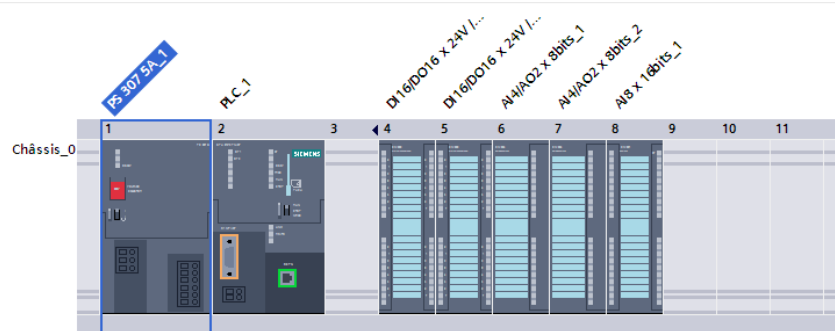 PS 307 5A_1
PLC_1
DI16/DO16 x 24V /...
DI16/DO16 x 24V /...
AI4/AO2 x 8bits_1
AI4/AO2 x 8bits_2
AI8 x 16bits_1
1 2 3 4 5 6 7 8 9 10 11
Châssis_0
SIEMENS